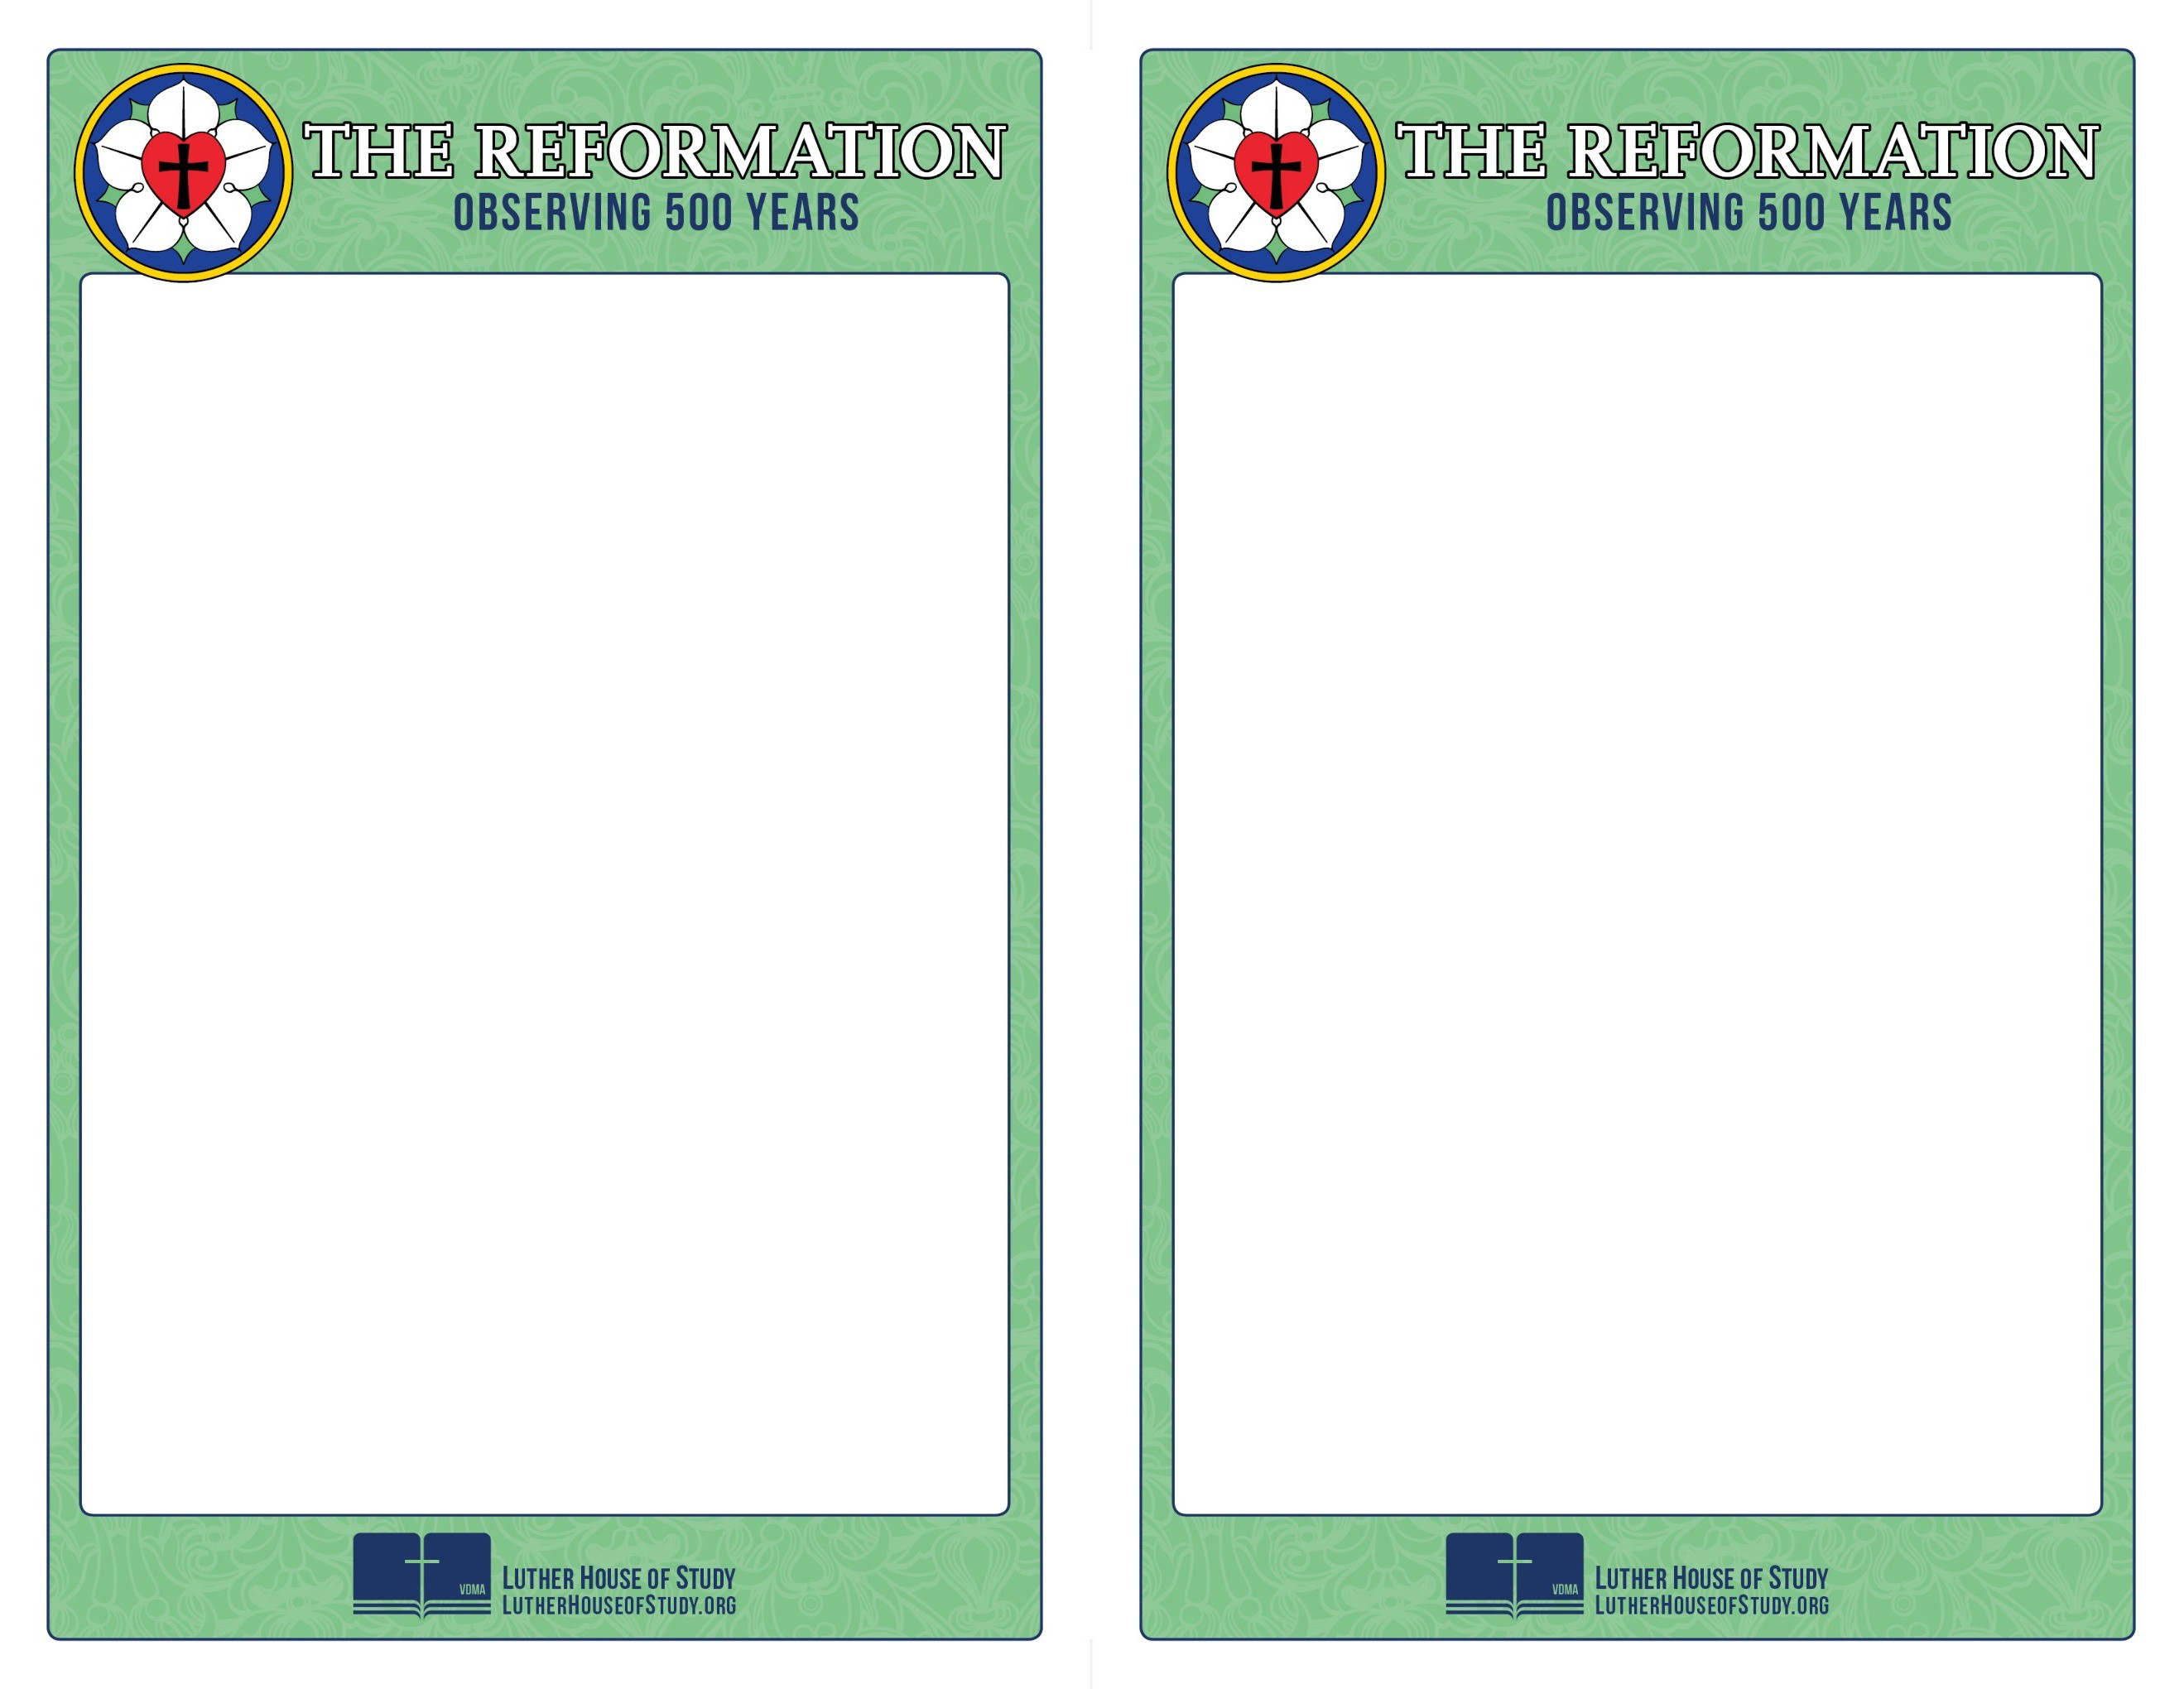 THE REFORMATION
OBSERVING 500 YEARS
VDMA
LUTHER HOUSE OF STUDY
LUTHERHOUSEOFSTUDY.ORG
THE REFORMATION
OBSERVING 500 YEARS
VDMA
LUTHER HOUSE OF STUDY
LUTHERHOUSEOFSTUDY.ORG